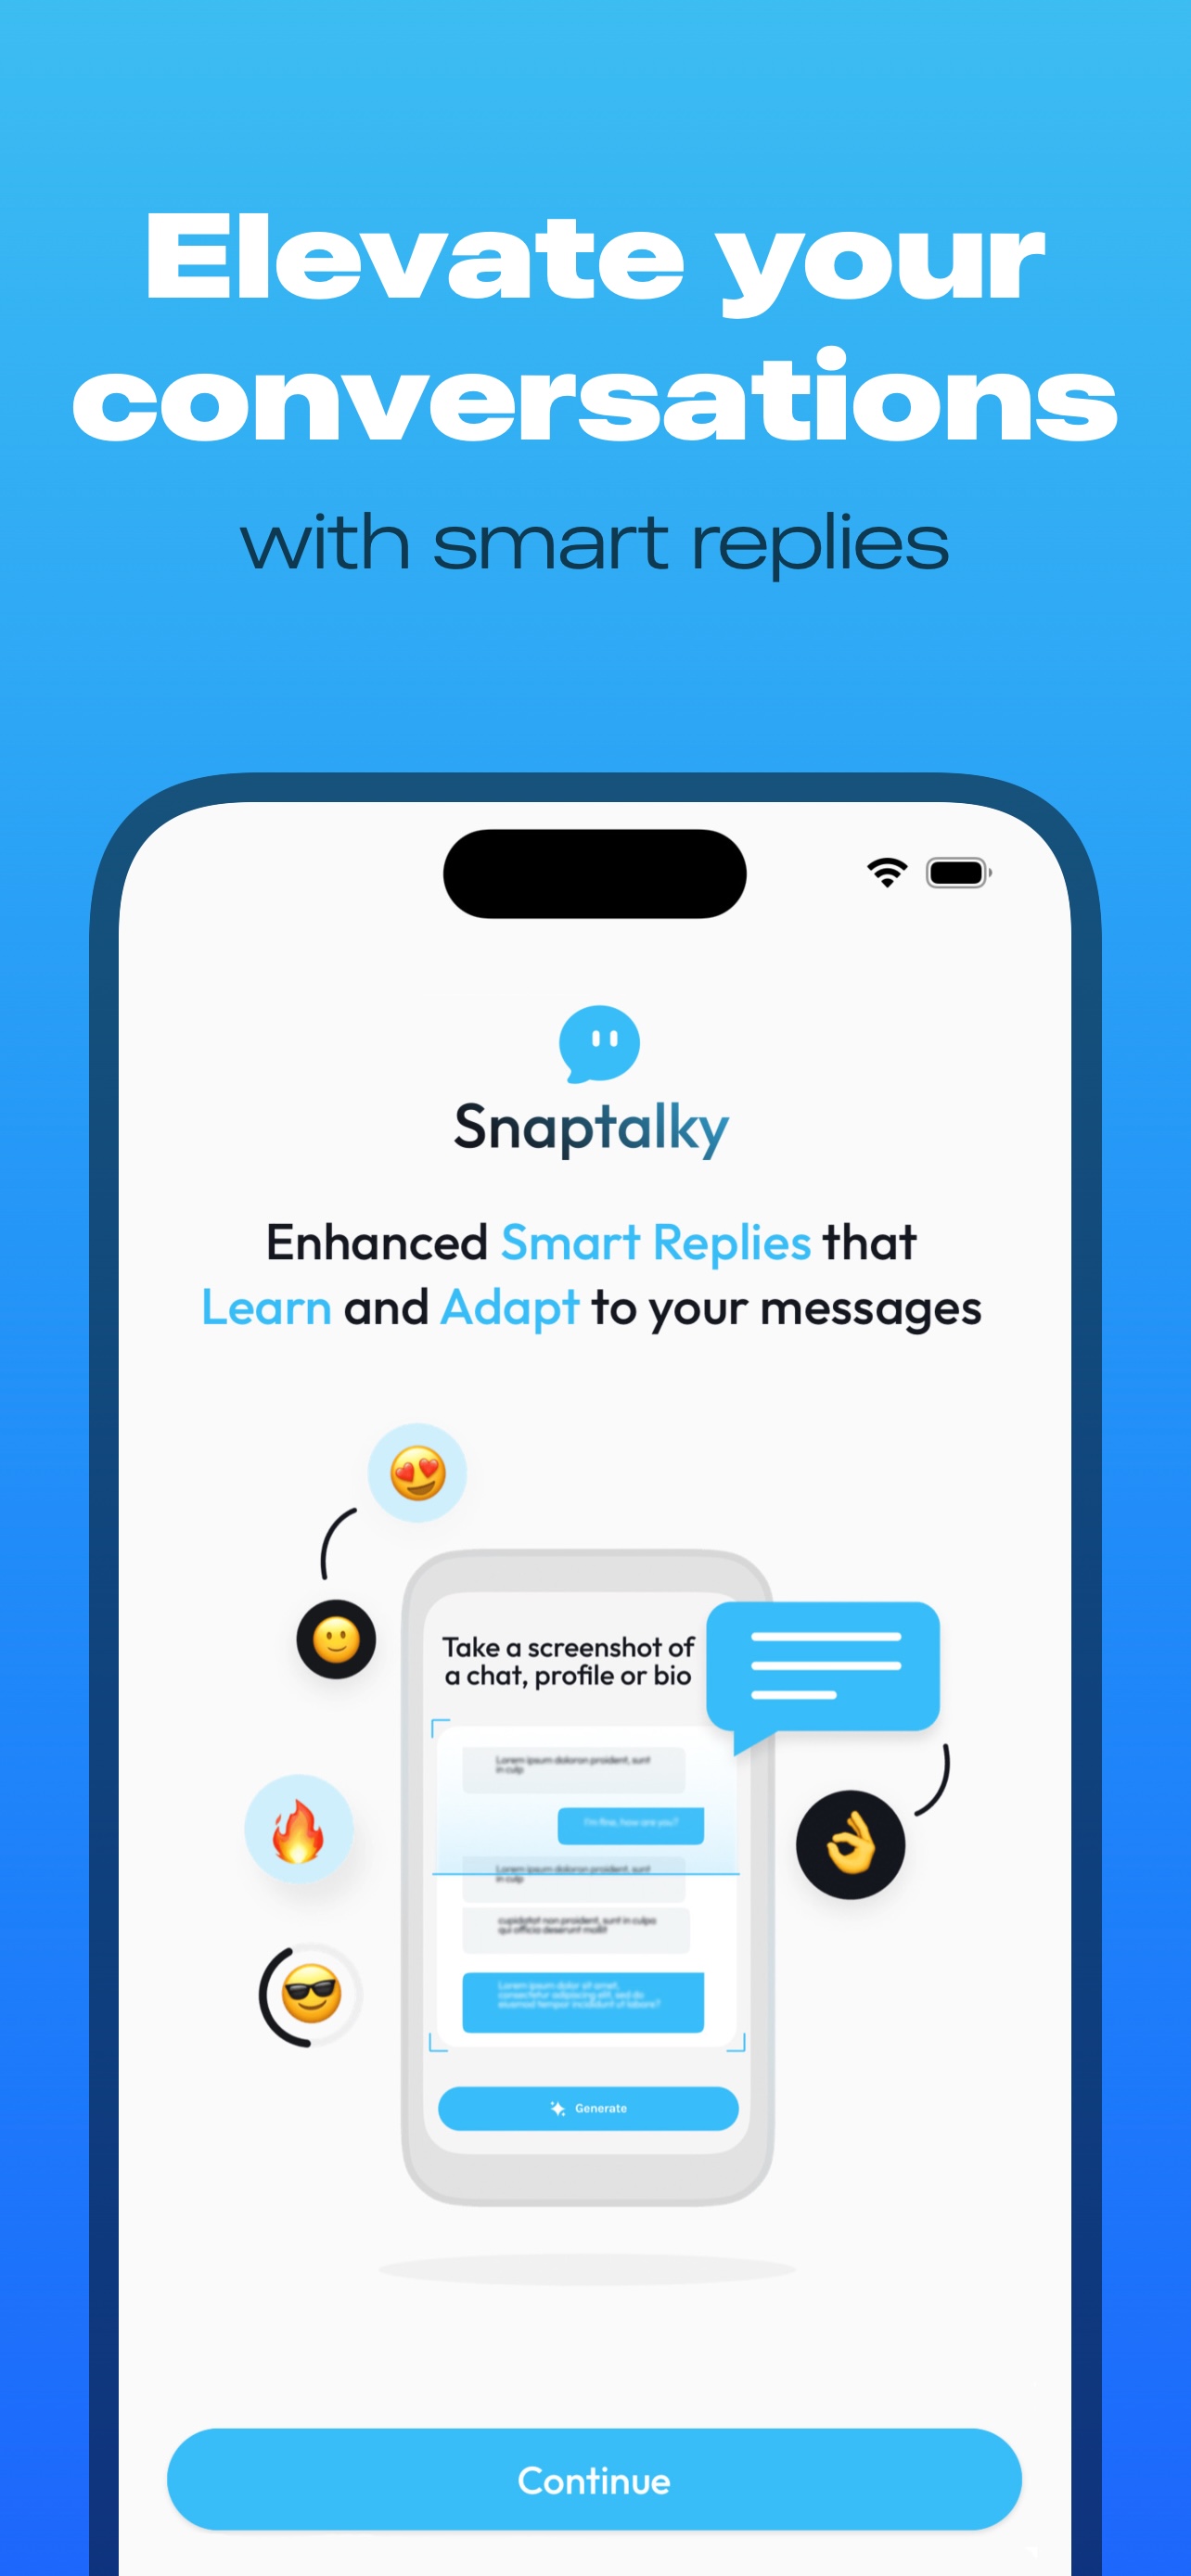 Elevate your
conversations
with smart replies
Snaptalky
Enhanced Smart Replies that
Learn and Adapt to your messages
Take a screenshot of
a chat, profile or bio
Lorem ipsum doloron proident, sunt
in culp
I'm fine, how are you?
Lorem ipsum doloron proident, sunt
in culp
cupidatat non proident, sunt in culpa
qui officia deserunt mollit
Lorem ipsum dolor sit amet,
consectetur adipiscing elit, sed do
eiusmod tempor incididunt ut labore?
Generate
Continue